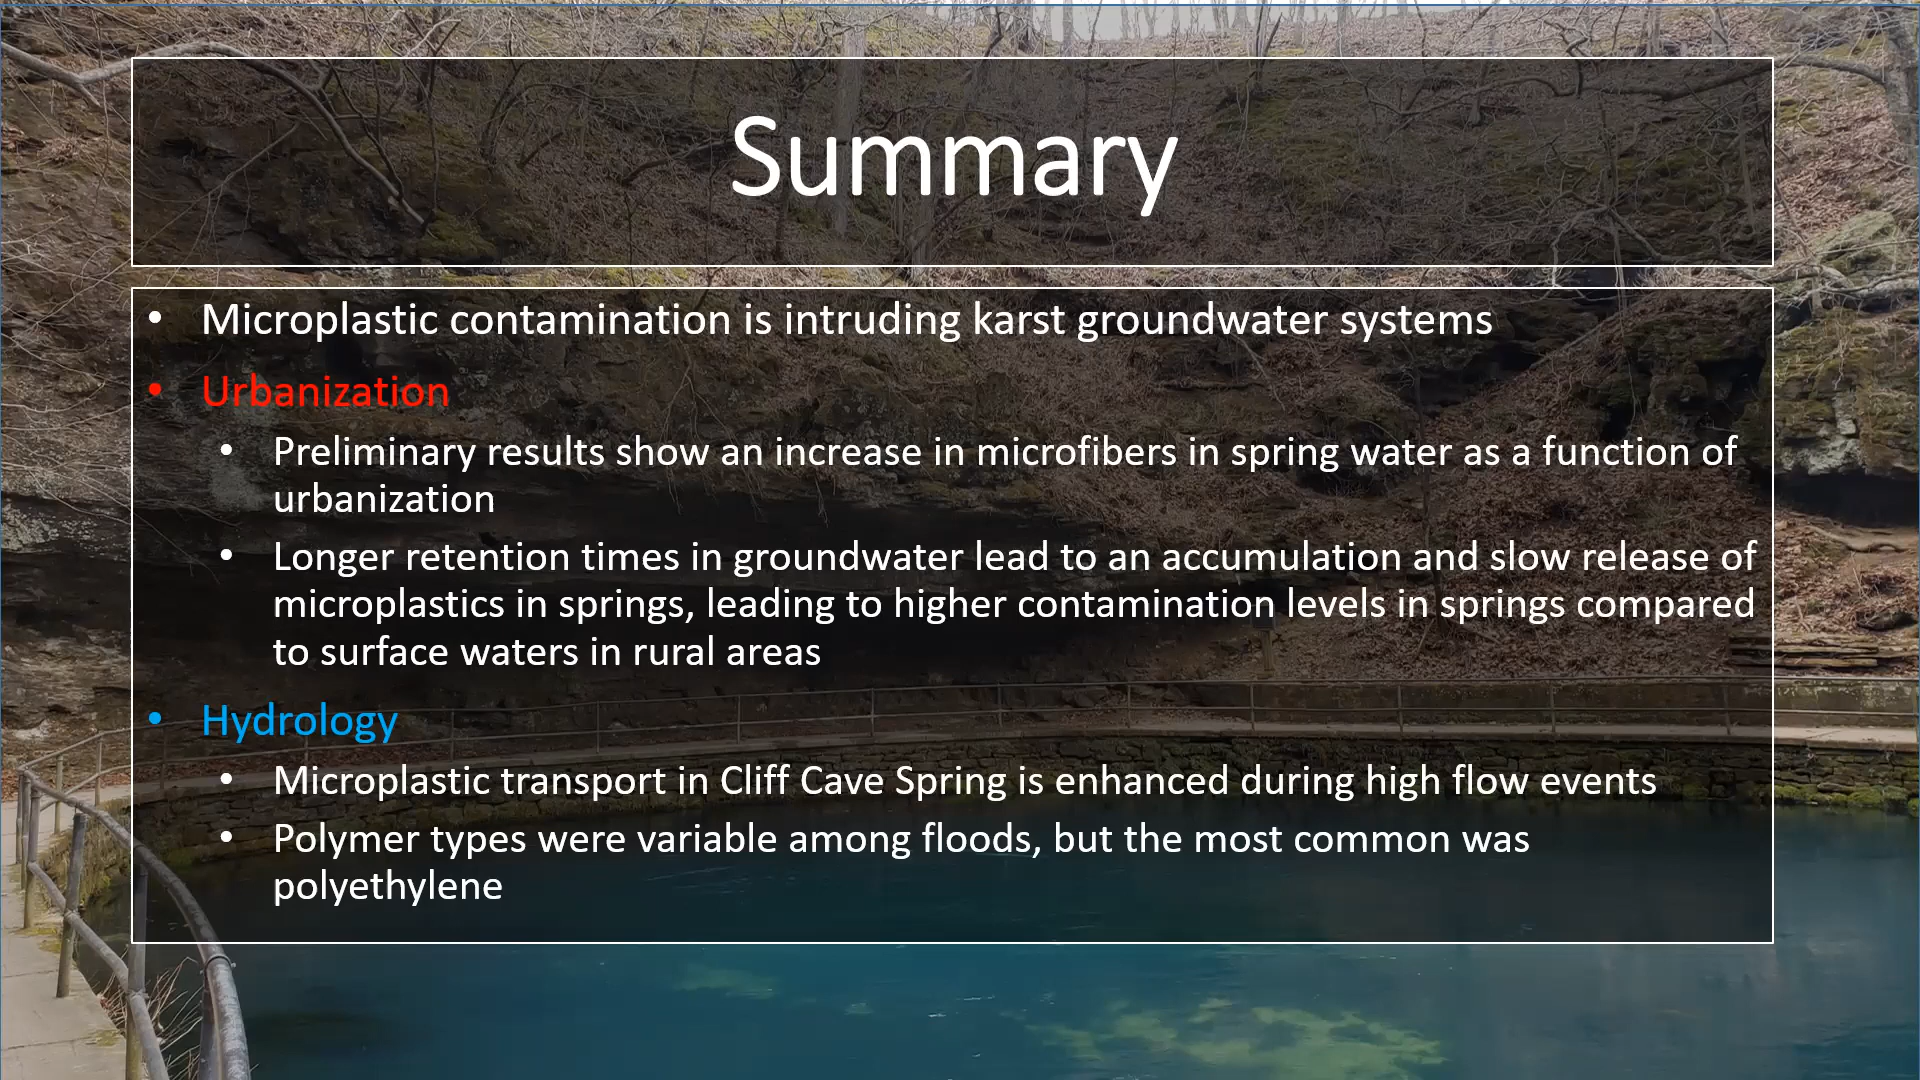 Summary
• Microplastic contamination is intruding karst groundwater systems
• Urbanization
• Preliminary results show an increase in microfibers in spring water as a function of
urbanization
• Longer retention times in groundwater lead to an accumulation and slow release of
microplastics in springs, leading to higher contamination levels in springs compared
to surface waters in rural areas
• Hydrology
• Microplastic transport in Cliff Cave Spring is enhanced during high flow events
• Polymer types were variable among floods, but the most common was
polyethylene